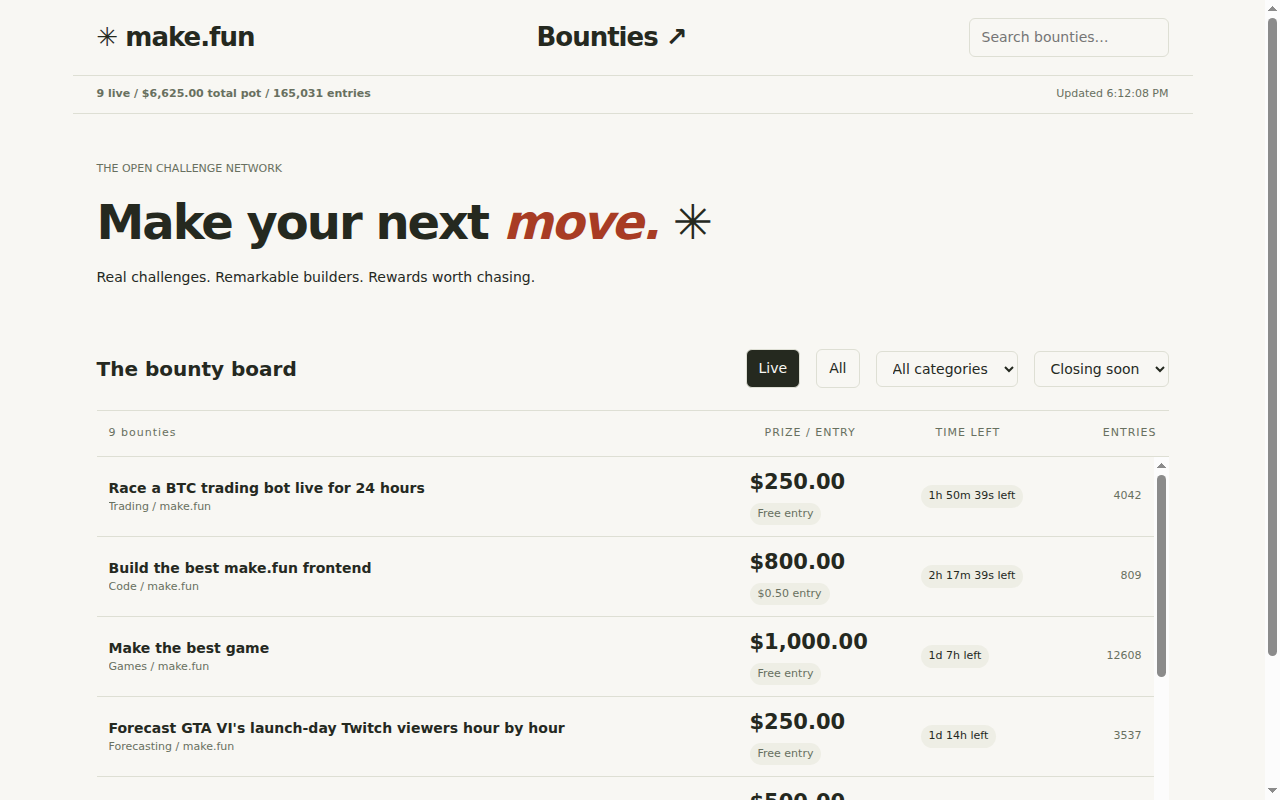 ✳ make.fun
Bounties ↗
Search bounties...
9 live / $6,625.00 total pot / 165,031 entries
Updated 6:12:08 PM
THE OPEN CHALLENGE NETWORK
Make your next move. ✳
Real challenges. Remarkable builders. Rewards worth chasing.
The bounty board
Live
All
All categories
Closing soon
9 bounties
PRIZE / ENTRY
TIME LEFT
ENTRIES
Race a BTC trading bot live for 24 hours
Trading / make.fun
$250.00
Free entry
1h 50m 39s left
4042
Build the best make.fun frontend
Code / make.fun
$800.00
$0.50 entry
2h 17m 39s left
809
Make the best game
Games / make.fun
$1,000.00
Free entry
1d 7h left
12608
Forecast GTA VI's launch-day Twitch viewers hour by hour
Forecasting / make.fun
$250.00
Free entry
1d 14h left
3537
$500.00